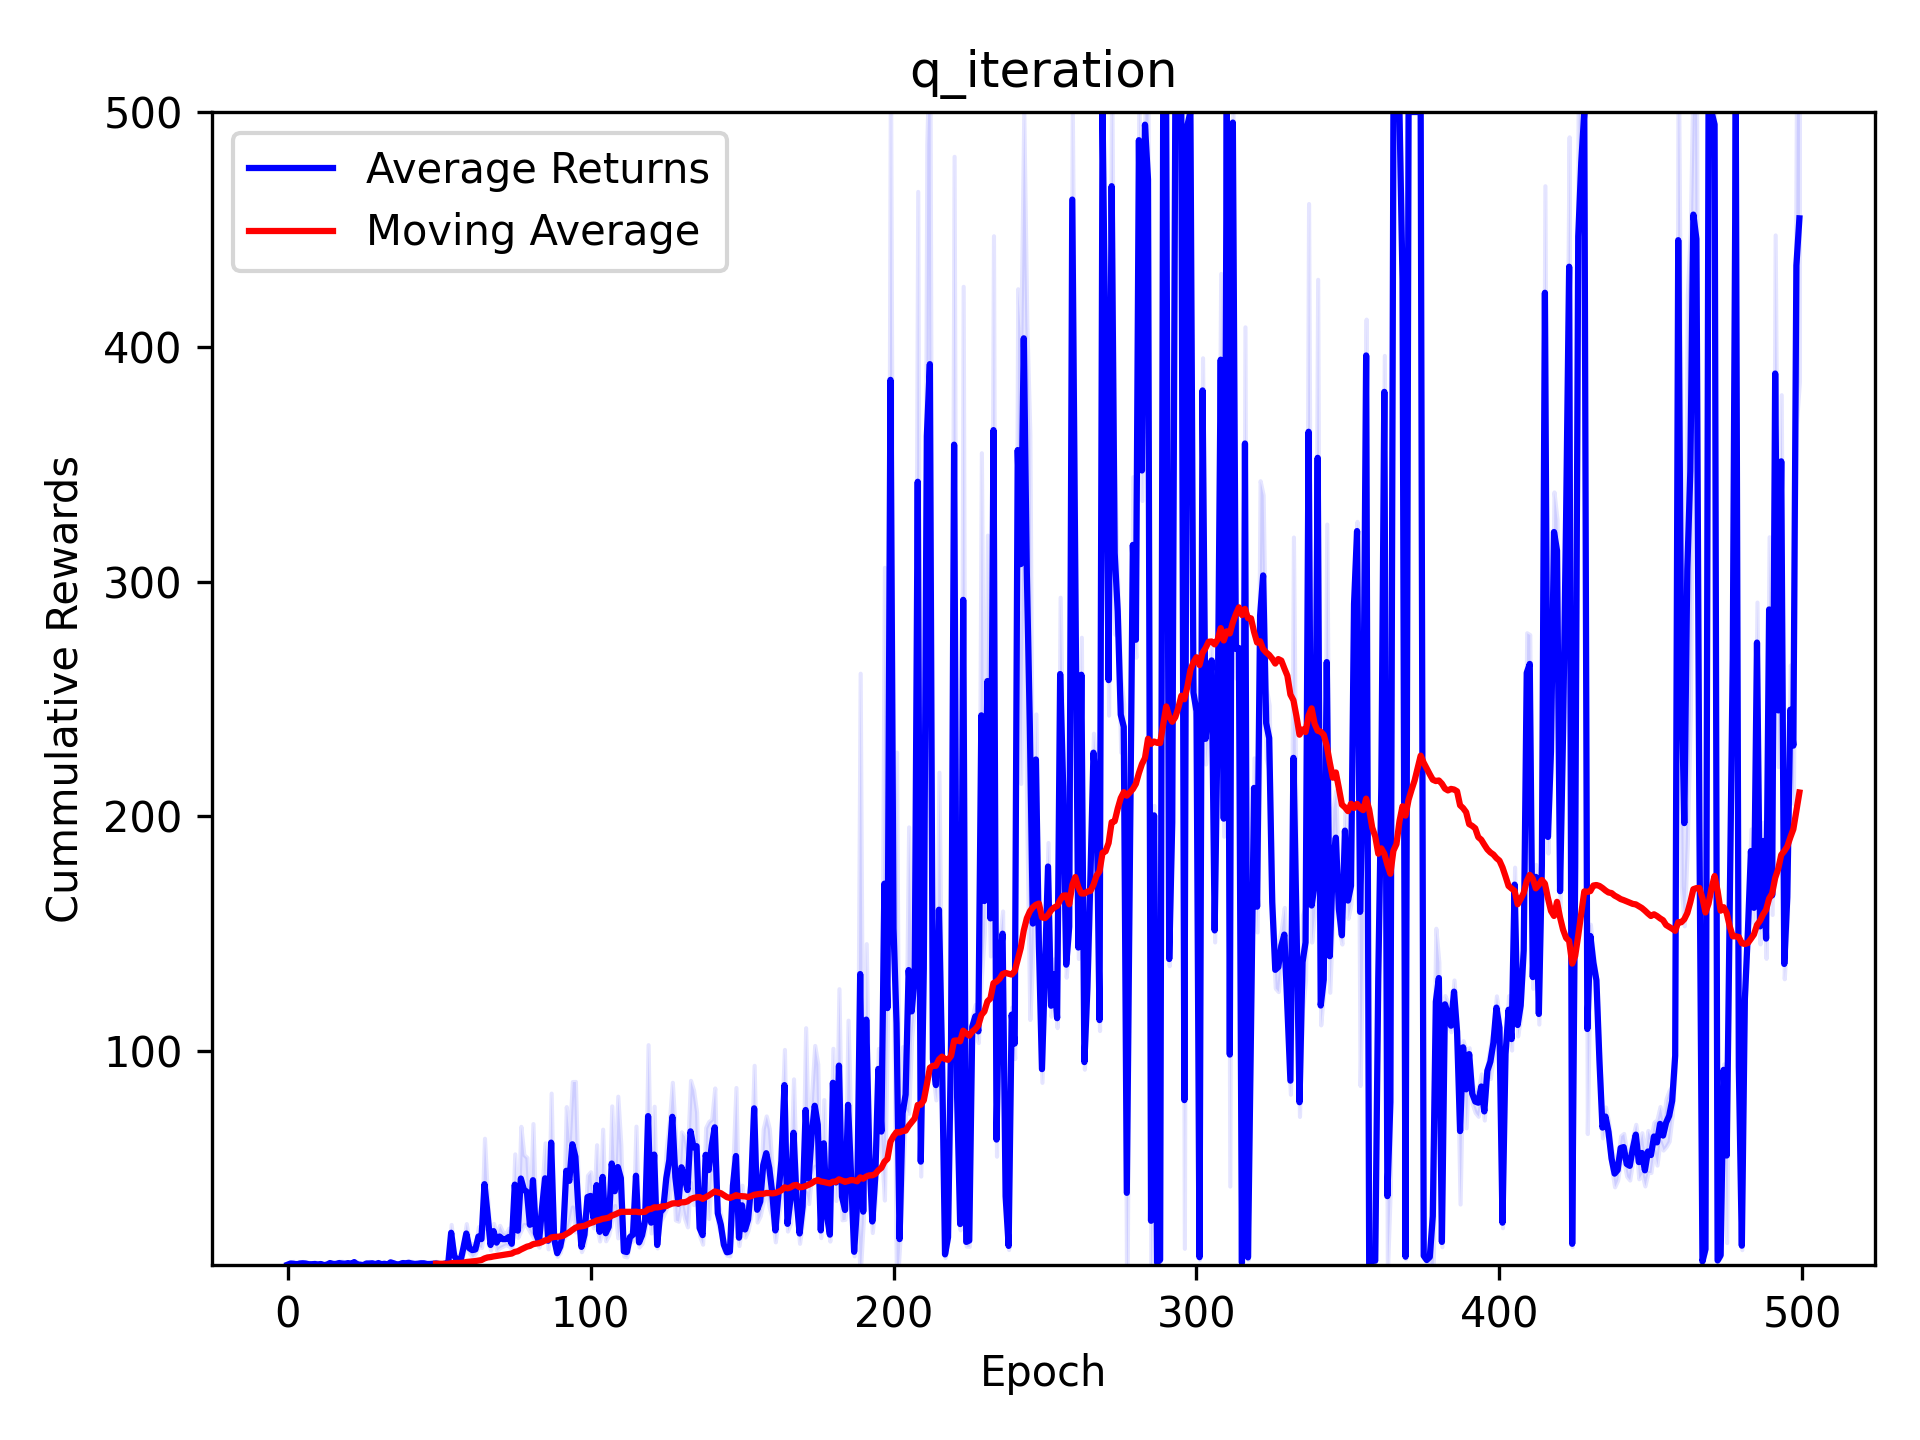 q_iteration
500
400
300
200
100
Average Returns
Moving Average
Cummulative Rewards
0 100 200 300 400 500
Epoch